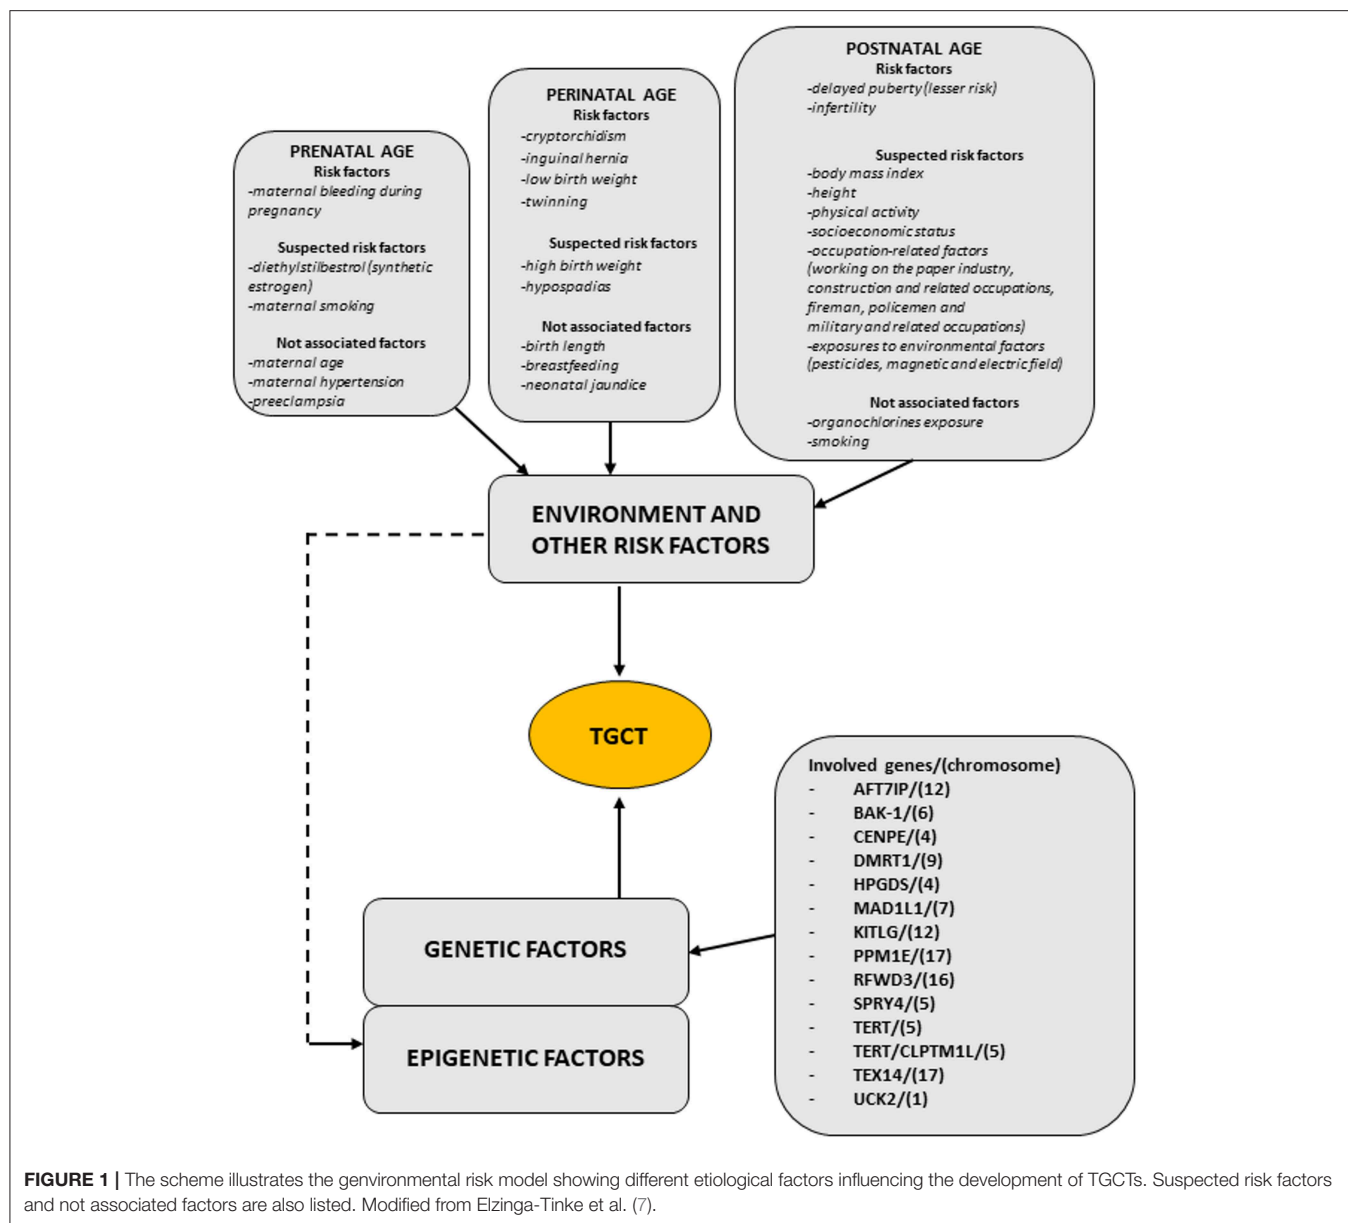 PRENATAL AGE
Risk factors
-maternal bleeding during
pregnancy
Suspected risk factors
-diethylstilbestrol (synthetic
estrogen)
-maternal smoking
Not associated factors
-maternal age
-maternal hypertension
-preeclampsia
PERINATAL AGE
Risk factors
-cryptorchidism
-inguinal hernia
-low birth weight
-twinning
Suspected risk factors
-high birth weight
-hypospadias
Not associated factors
-birth length
-breastfeeding
-neonatal jaundice
POSTNATAL AGE
Risk factors
-delayed puberty (lesser risk)
-infertility
Suspected risk factors
-body mass index
-height
-physical activity
-socioeconomic status
-occupation-related factors
(working on the paper industry,
construction and related occupations,
fireman, policemen and
military and related occupations)
-exposures to environmental factors
(pesticides, magnetic and electric field)
Not associated factors
-organochlorines exposure
-smoking
ENVIRONMENT AND
OTHER RISK FACTORS
TGCT
GENETIC FACTORS
EPIGENETIC FACTORS
Involved genes/(chromosome)
- AFT7IP/(12)
- BAK-1/(6)
- CENPE/(4)
- DMRT1/(9)
- HPGDS/(4)
- MAD1L1/(7)
- KITLG/(12)
- PPM1E/(17)
- RFWD3/(16)
- SPRY4/(5)
- TERT/(5)
- TERT/CLPTM1L/(5)
- TEX14/(17)
- UCK2/(1)
FIGURE 1 | The scheme illustrates the genvironmental risk model showing different etiological factors influencing the development of TGCTs. Suspected risk factors
and not associated factors are also listed. Modified from Elzinga-Tinke et al. (7).